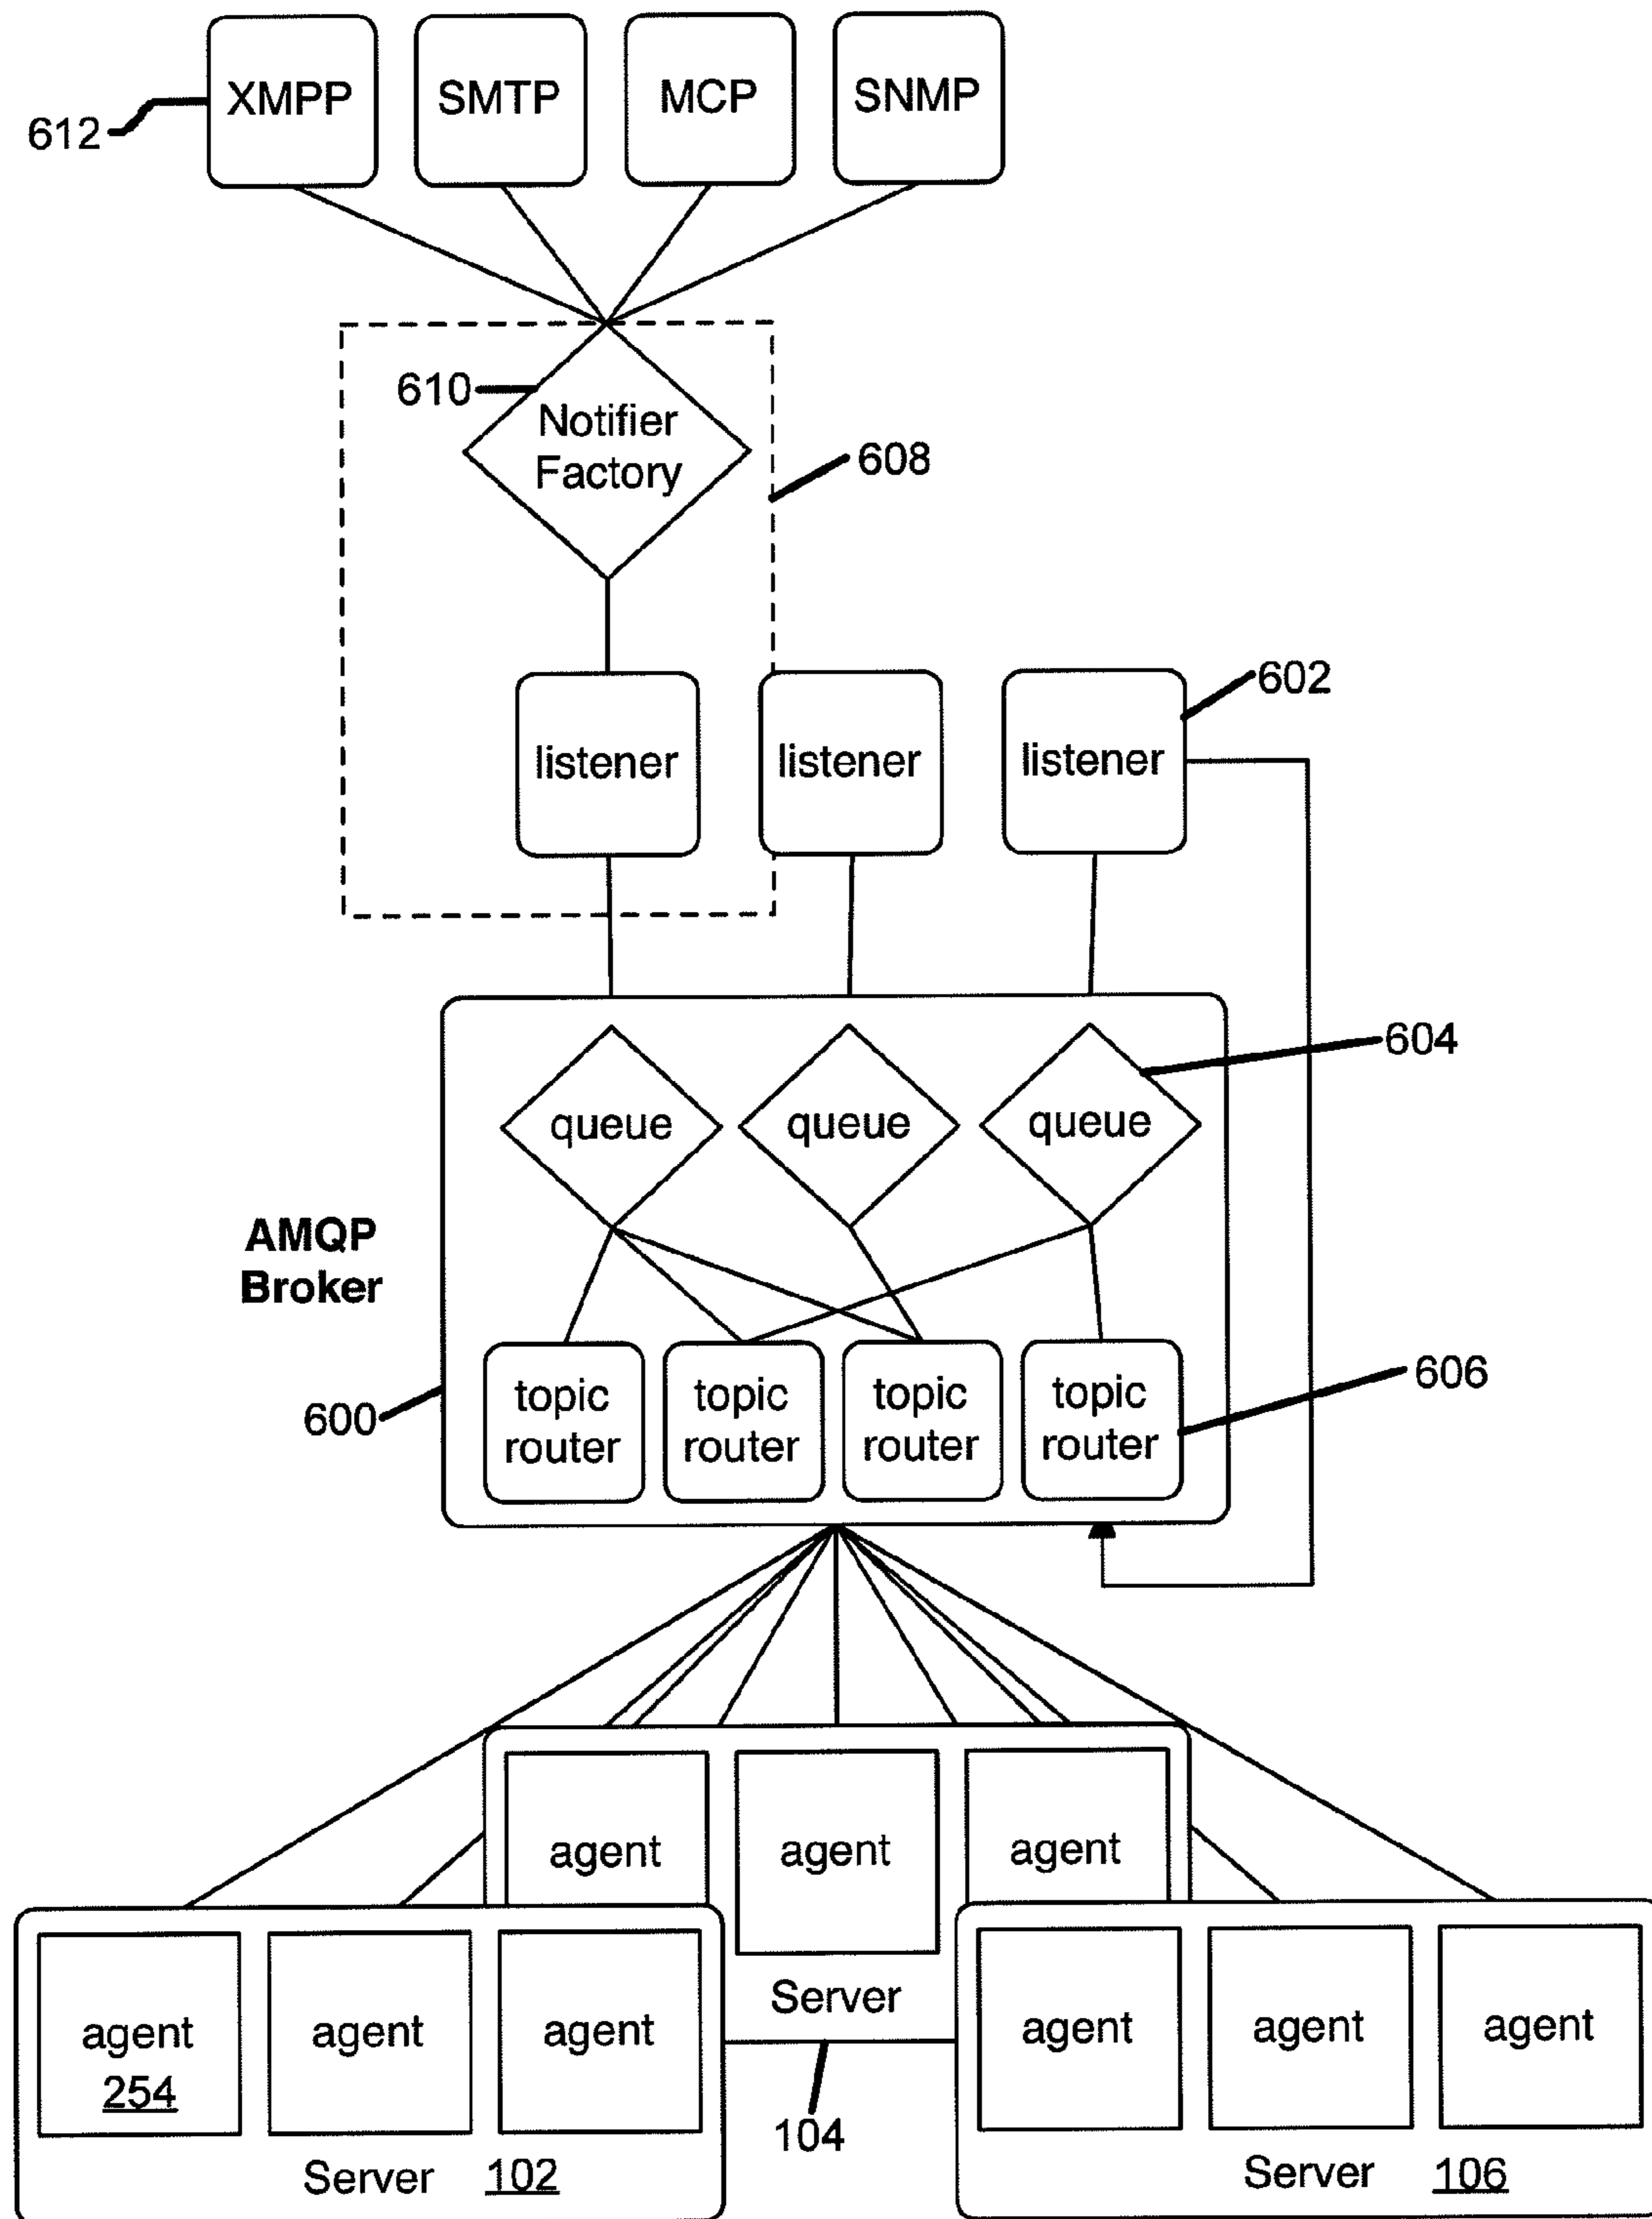 XMPP
SMTP
MCP
SNMP
612
610
Notifier
Factory
608
602
listener
listener
listener
604
queue
queue
queue
AMQP
Broker
600
topic
router
topic
router
topic
router
topic
router
606
agent
agent
agent
Server
104
agent
254
agent
agent
Server 102
agent
agent
agent
Server 106